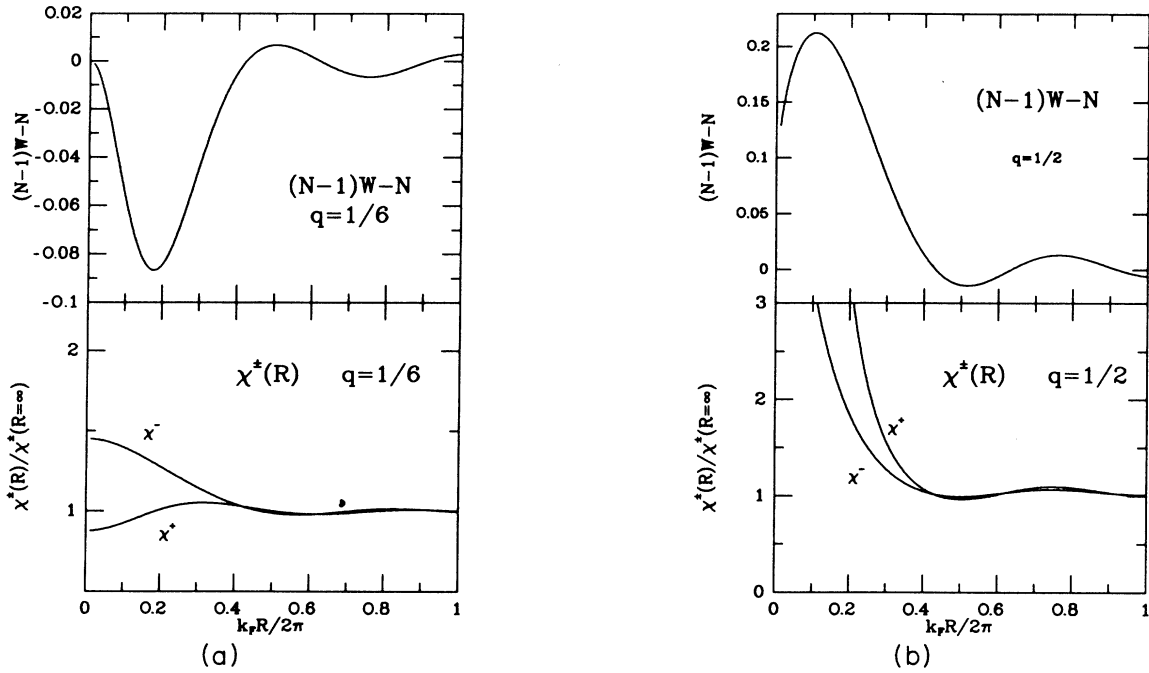 0.02
0
-0.02
-0.04
-0.06
-0.08
-0.1
(N-1)W-N
(N-1)W-N
q=1/6
2
1
χ±(R)/χ±(R=∞)
χ±(R) q=1/6
χ-
χ+
0 0.2 0.4 0.6 0.8 1
kFR/2π
(a)
0.2
0.15
0.1
0.05
0
(N-1)W-N
(N-1)W-N
q=1/2
3
2
1
0
χ±(R)/χ±(R=∞)
χ±(R) q=1/2
χ+
χ-
0 0.2 0.4 0.6 0.8 1
kFR/2π
(b)